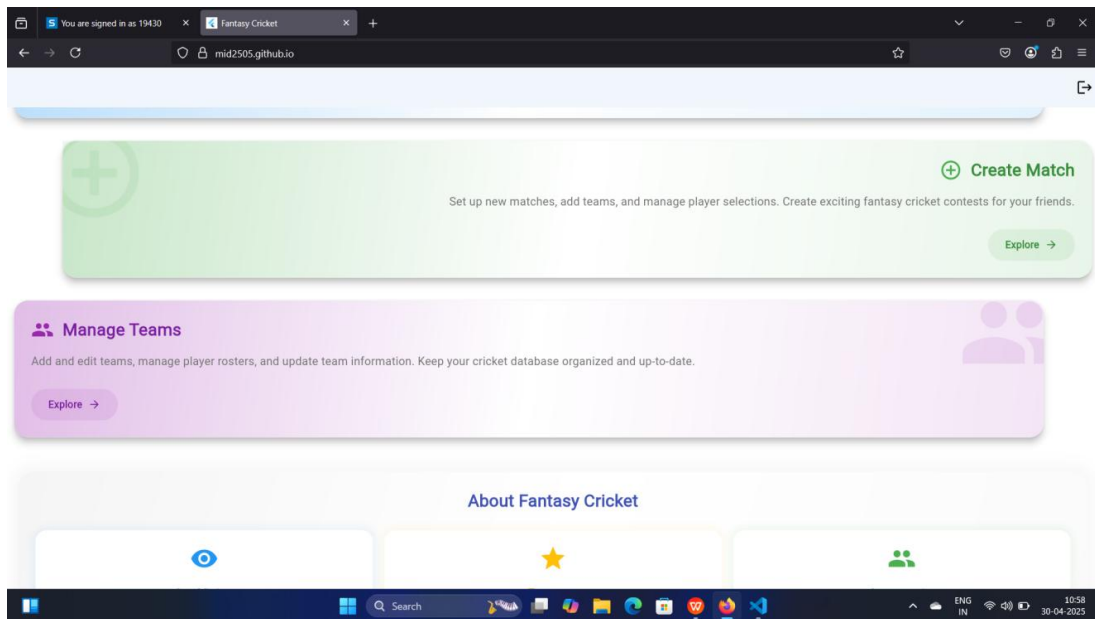 You are signed in as 19430
Fantasy Cricket
mid2505.github.io
Create Match
Set up new matches, add teams, and manage player selections. Create exciting fantasy cricket contests for your friends.
Explore →
Manage Teams
Add and edit teams, manage player rosters, and update team information. Keep your cricket database organized and up-to-date.
Explore →
About Fantasy Cricket
Search
ENG
IN
10:58
30-04-2025